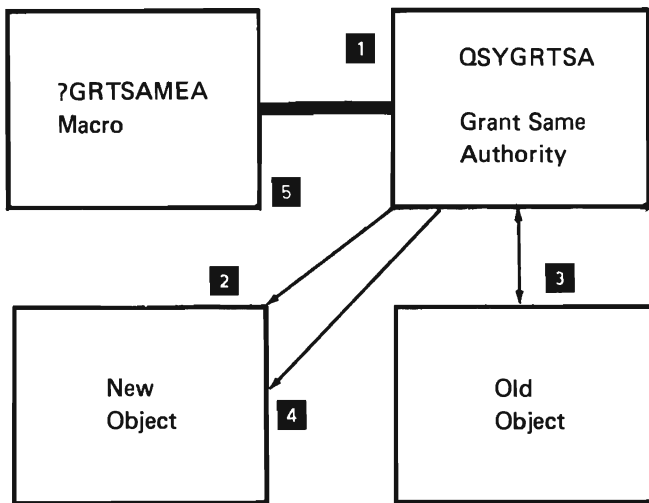 ?GRTSAMEA
Macro
1
QSYGRTSA
Grant Same
Authority
5
2
3
New
Object
4
Old
Object